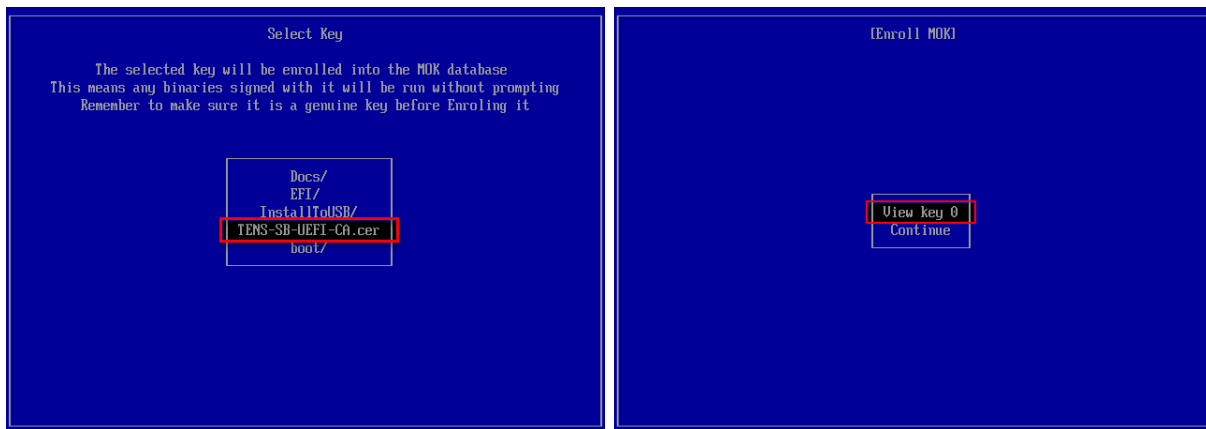 Select Key
The selected key will be enrolled into the MOK database
This means any binaries signed with it will be run without prompting
Remember to make sure it is a genuine key before Enroling it
Docs/
EFI/
InstallToUSB/
TENS-SB-UEFI-CA.cer
boot/
[Enroll MOK]
View key 0
Continue